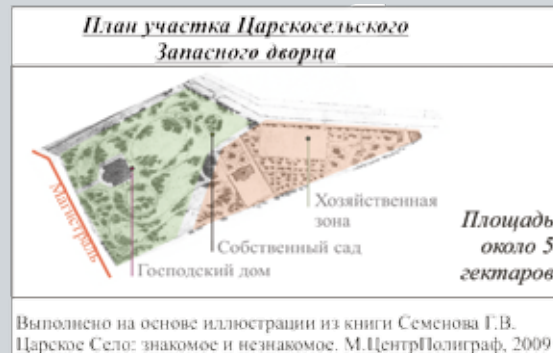 План участка Царскосельского
Запасного дворца
Магистраль
Хозяйственная
зона
Собственный сад
Господский дом
Площадь
около 5
гектаров
Выполнено на основе иллюстрации из книги Семенова Г.В.
Царское Село: знакомое и незнакомое. М.ЦентрПолиграф, 2009